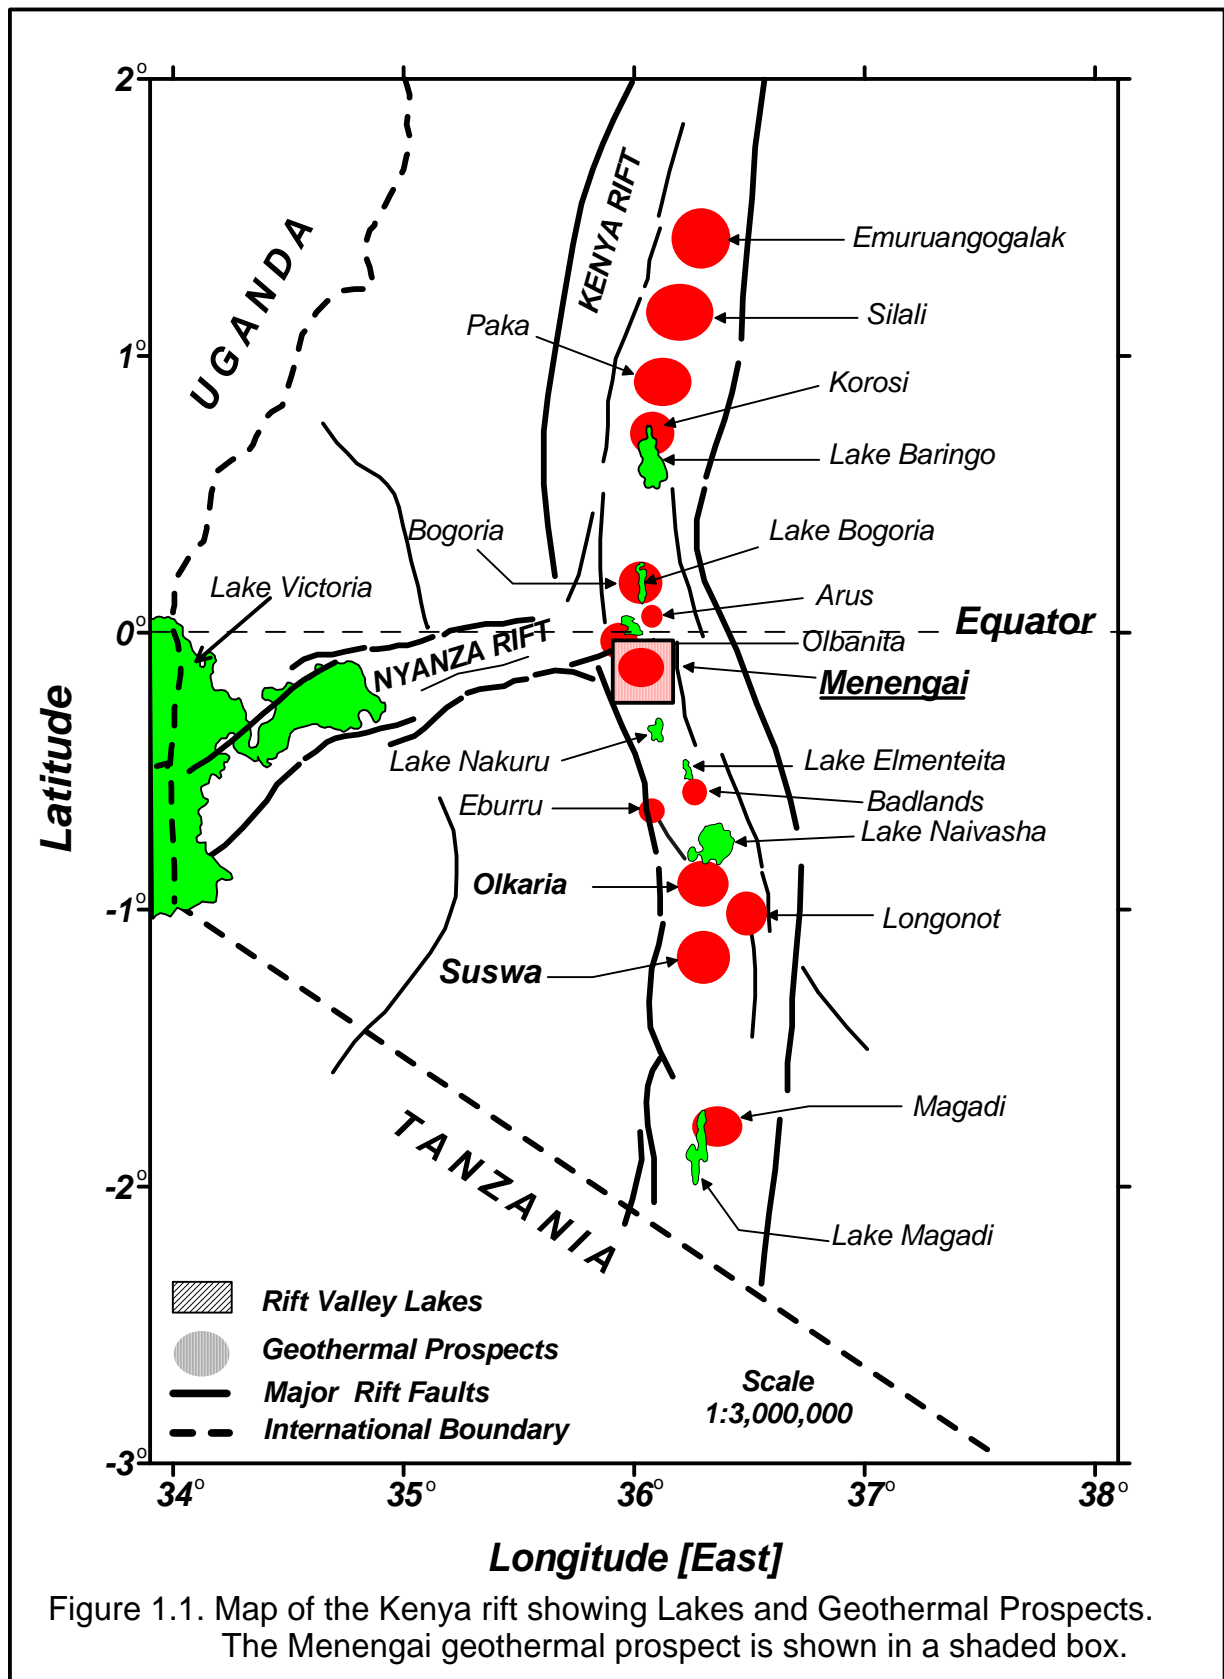 2°
KENYA RIFT
UGANDA
Emuruangogalak
Silali
Paka
1°
Korosi
Lake Baringo
Bogoria
Lake Bogoria
Lake Victoria
Arus
0°
Equator
NYANZA RIFT
Olbanita
Menengai
Latitude
Lake Nakuru
Lake Elmenteita
Eburru
Badlands
Lake Naivasha
Olkaria
-1°
Longonot
Suswa
Magadi
TANZANIA
-2°
Lake Magadi
Rift Valley Lakes
Geothermal Prospects
Major Rift Faults
International Boundary
Scale
1:3,000,000
-3°
34°
35°
36°
37°
38°
Longitude [East]
Figure 1.1. Map of the Kenya rift showing Lakes and Geothermal Prospects.
The Menengai geothermal prospect is shown in a shaded box.